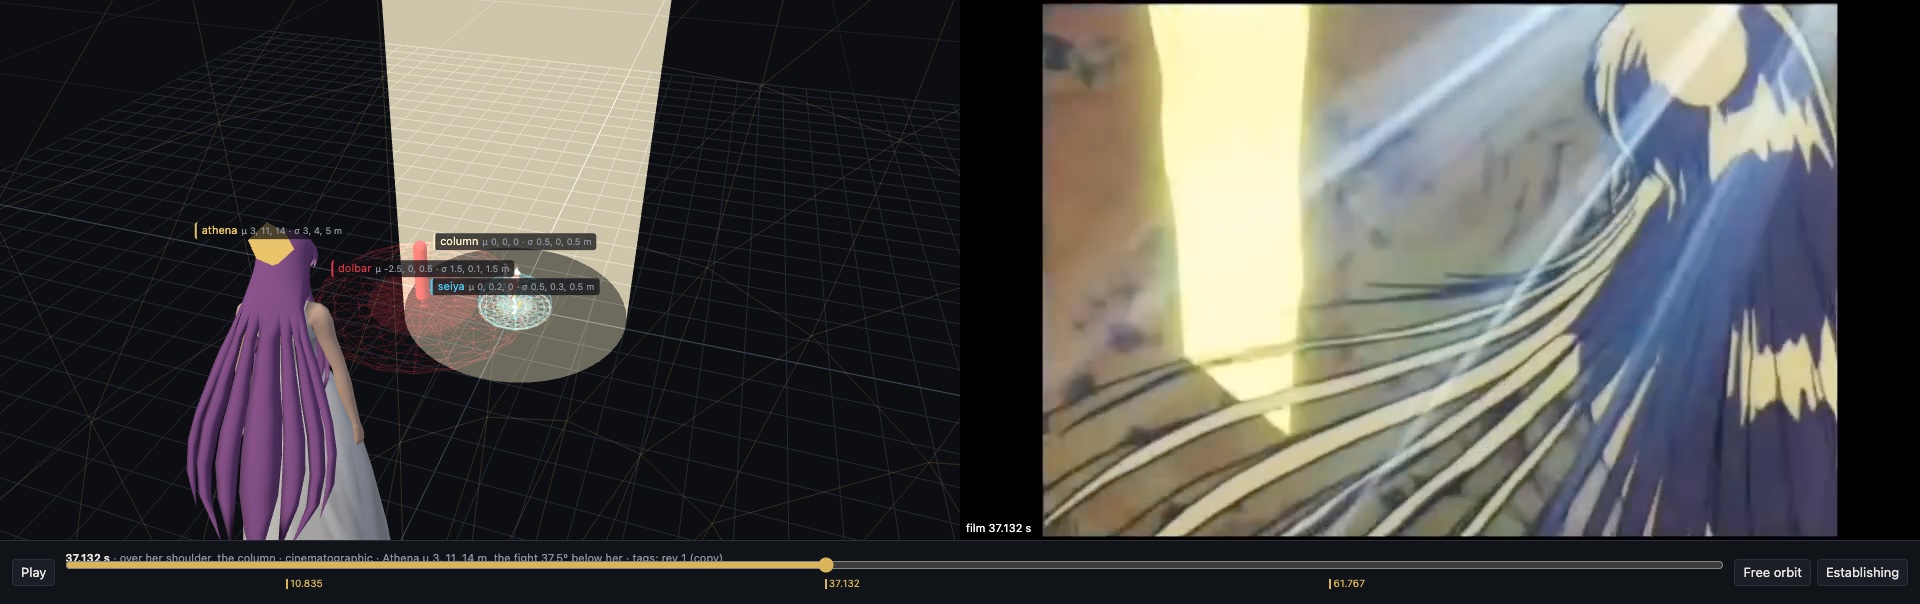 athena μ 3, 11, 14 · σ 3, 4, 5 m
column μ 0, 0, 0 · σ 0.5, 0, 0.5 m
dolbar μ -2.5, 0, 0.5 · σ 1.5, 0.1, 1.5 m
seiya μ 0, 0.2, 0 · σ 0.5, 0.3, 0.5 m
film 37.132 s
37.132 s · over her shoulder, the column · cinematographic · Athena μ 3, 11, 14 m, the fight 37.5° below her · tags: rev 1 (copy)
Play
Free orbit
Establishing
10.835
37.132
61.767